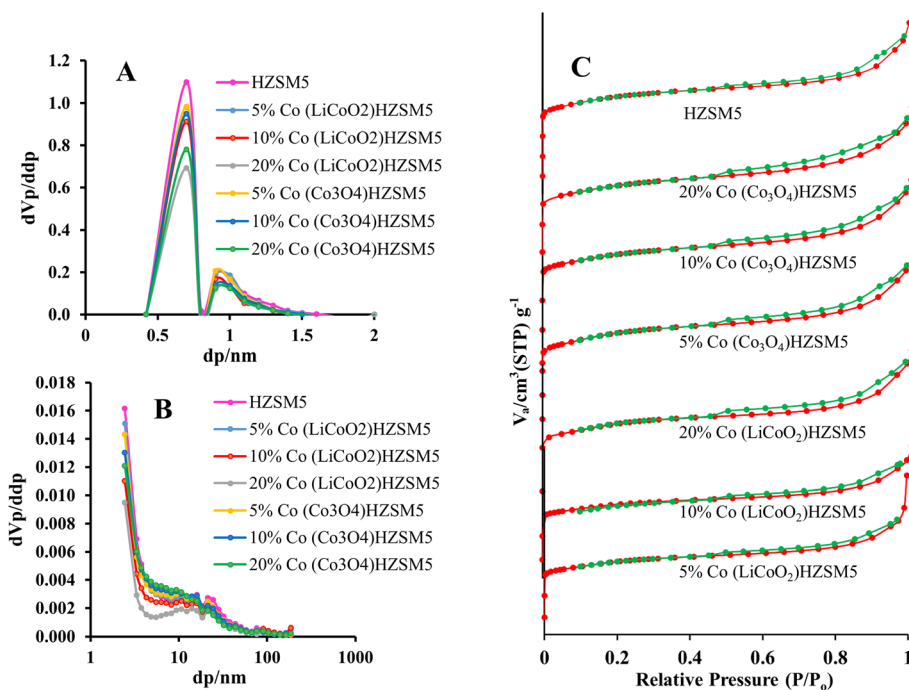 A
dVp/ddp
1.2
1.0
0.8
0.6
0.4
0.2
0.0
0
0.5
1
1.5
2
dp/nm
HZSM5
5% Co (LiCoO2)HZSM5
10% Co (LiCoO2)HZSM5
20% Co (LiCoO2)HZSM5
5% Co (Co3O4)HZSM5
10% Co (Co3O4)HZSM5
20% Co (Co3O4)HZSM5
B
dVp/ddp
0.018
0.016
0.014
0.012
0.010
0.008
0.006
0.004
0.002
0.000
1
10
100
1000
dp/nm
HZSM5
5% Co (LiCoO2)HZSM5
10% Co (LiCoO2)HZSM5
20% Co (LiCoO2)HZSM5
5% Co (Co3O4)HZSM5
10% Co (Co3O4)HZSM5
20% Co (Co3O4)HZSM5
C
Vₐ/cm³(STP) g⁻¹
HZSM5
20% Co (Co₃O₄)HZSM5
10% Co (Co₃O₄)HZSM5
5% Co (Co₃O₄)HZSM5
20% Co (LiCoO₂)HZSM5
10% Co (LiCoO₂)HZSM5
5% Co (LiCoO₂)HZSM5
0
0.2
0.4
0.6
0.8
1
Relative Pressure (P/Pₒ)